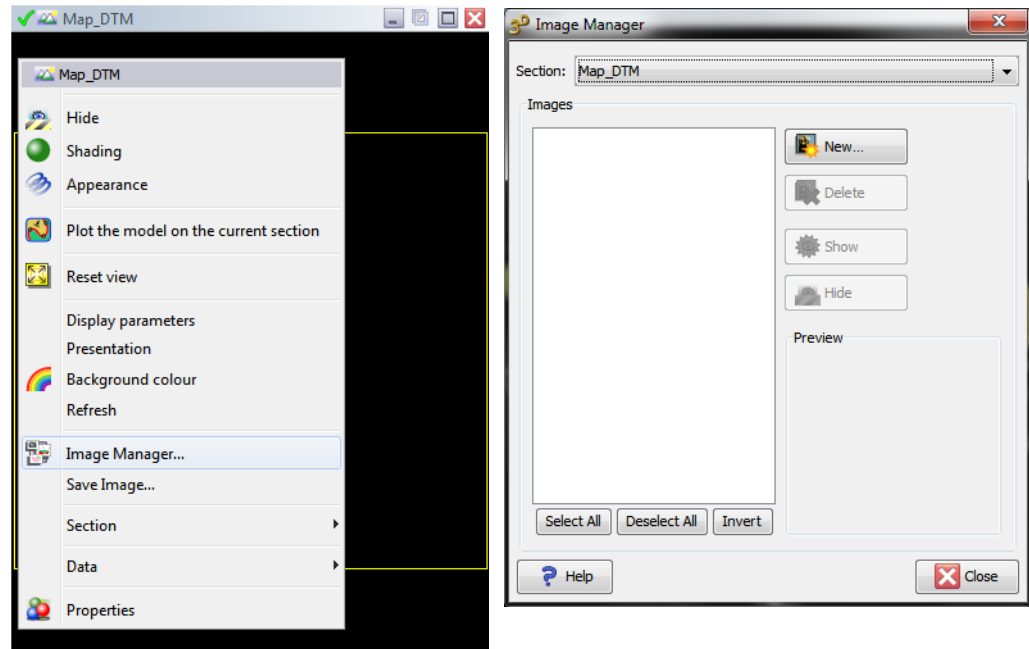 Map_DTM
Map_DTM
Hide
Shading
Appearance
Plot the model on the current section
Reset view
Display parameters
Presentation
Background colour
Refresh
Image Manager...
Save Image...
Section
Data
Properties
3D Image Manager
Section: Map_DTM
Images
New...
Delete
Show
Hide
Preview
Select All Deselect All Invert
? Help
Close